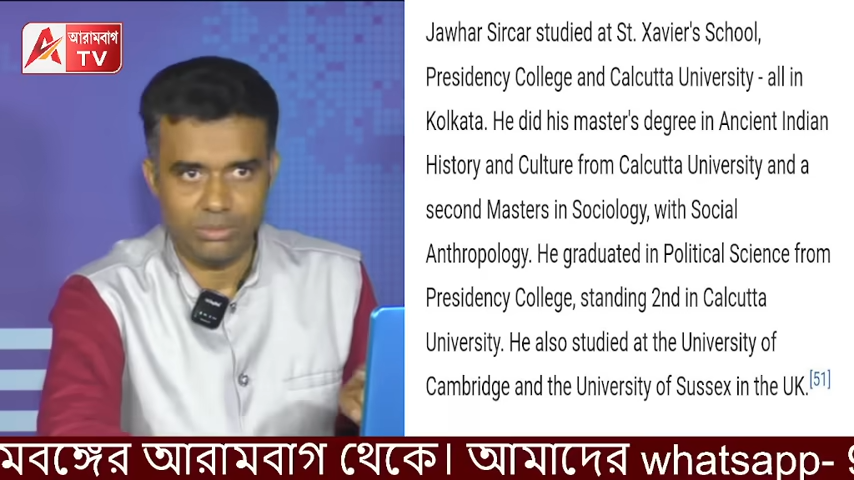 আরামবাগ
TV
Jawhar Sircar studied at St. Xavier's School,
Presidency College and Calcutta University - all in
Kolkata. He did his master's degree in Ancient Indian
History and Culture from Calcutta University and a
second Masters in Sociology, with Social
Anthropology. He graduated in Political Science from
Presidency College, standing 2nd in Calcutta
University. He also studied at the University of
Cambridge and the University of Sussex in the UK.[51]
মবঙ্গের আরামবাগ থেকে। আমাদের whatsapp- 9